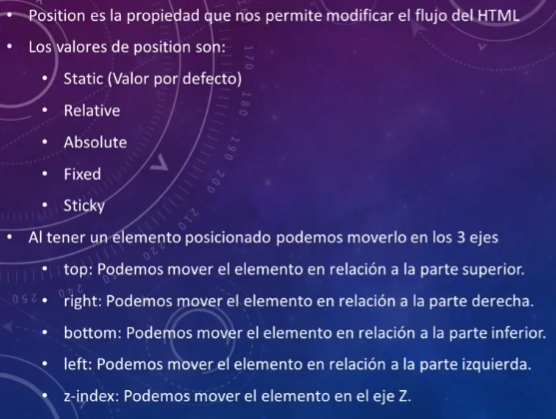 • Position es la propiedad que nos permite modificar el flujo del HTML
• Los valores de position son:
• Static (Valor por defecto)
• Relative
• Absolute
• Fixed
• Sticky
• Al tener un elemento posicionado podemos moverlo en los 3 ejes
• top: Podemos mover el elemento en relación a la parte superior.
• right: Podemos mover el elemento en relación a la parte derecha.
• bottom: Podemos mover el elemento en relación a la parte inferior.
• left: Podemos mover el elemento en relación a la parte izquierda.
• z-index: Podemos mover el elemento en el eje Z.